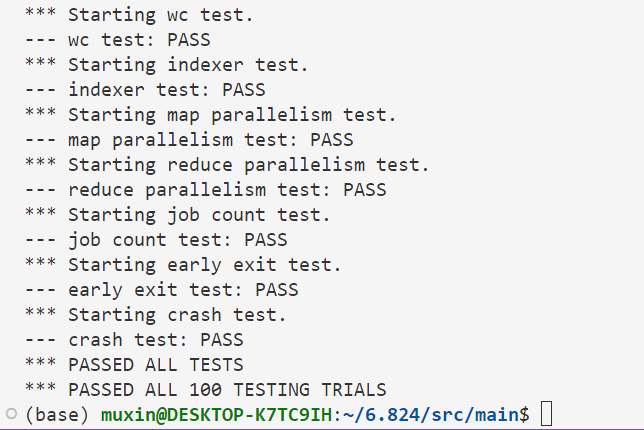 *** Starting wc test.
--- wc test: PASS
*** Starting indexer test.
--- indexer test: PASS
*** Starting map parallelism test.
--- map parallelism test: PASS
*** Starting reduce parallelism test.
--- reduce parallelism test: PASS
*** Starting job count test.
--- job count test: PASS
*** Starting early exit test.
--- early exit test: PASS
*** Starting crash test.
--- crash test: PASS
*** PASSED ALL TESTS
*** PASSED ALL 100 TESTING TRIALS
(base) muxin@DESKTOP-K7TC9IH:~/6.824/src/main$